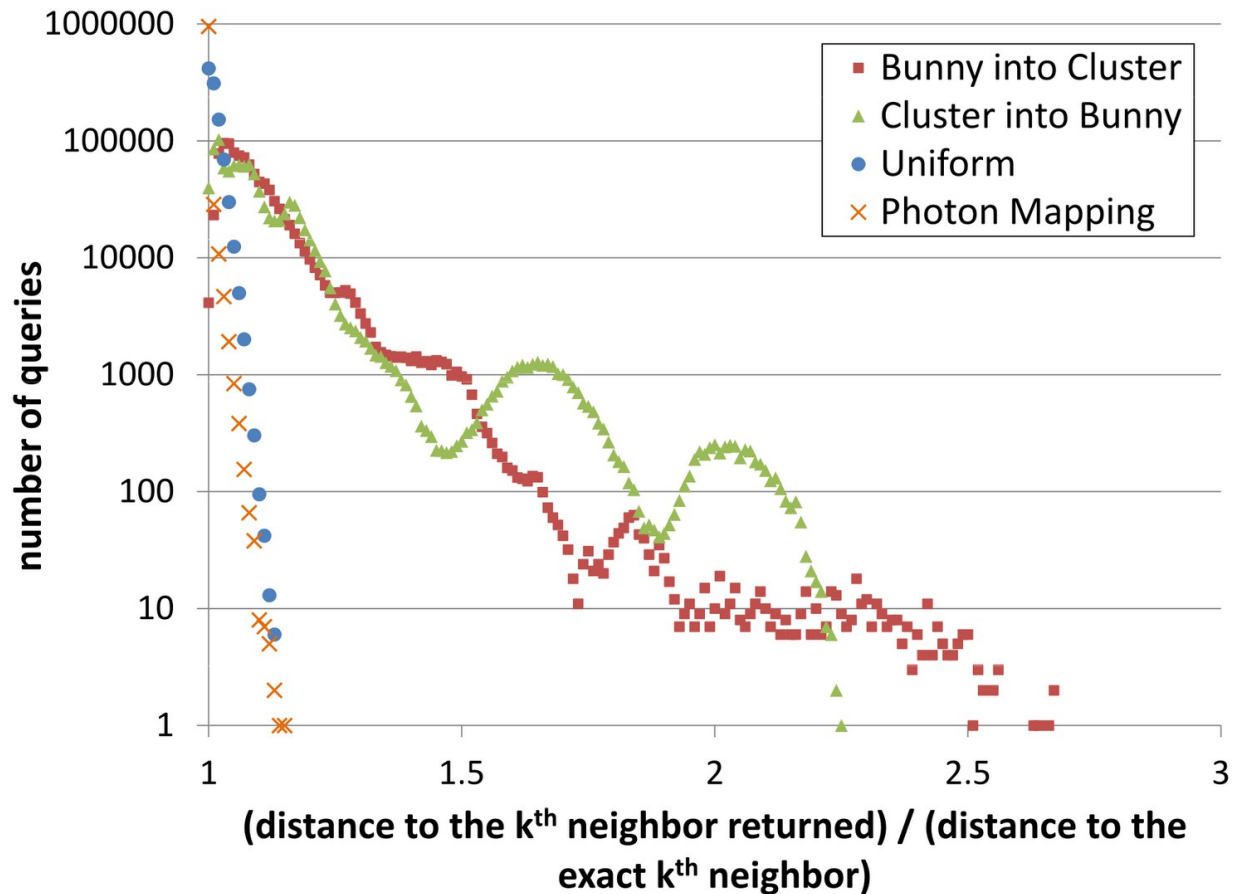 1000000
100000
10000
1000
100
10
1
number of queries
Bunny into Cluster
Cluster into Bunny
Uniform
Photon Mapping
1 1.5 2 2.5 3
(distance to the kth neighbor returned) / (distance to the
exact kth neighbor)